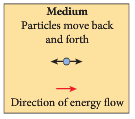 Medium
Particles move back
and forth
Direction of energy flow